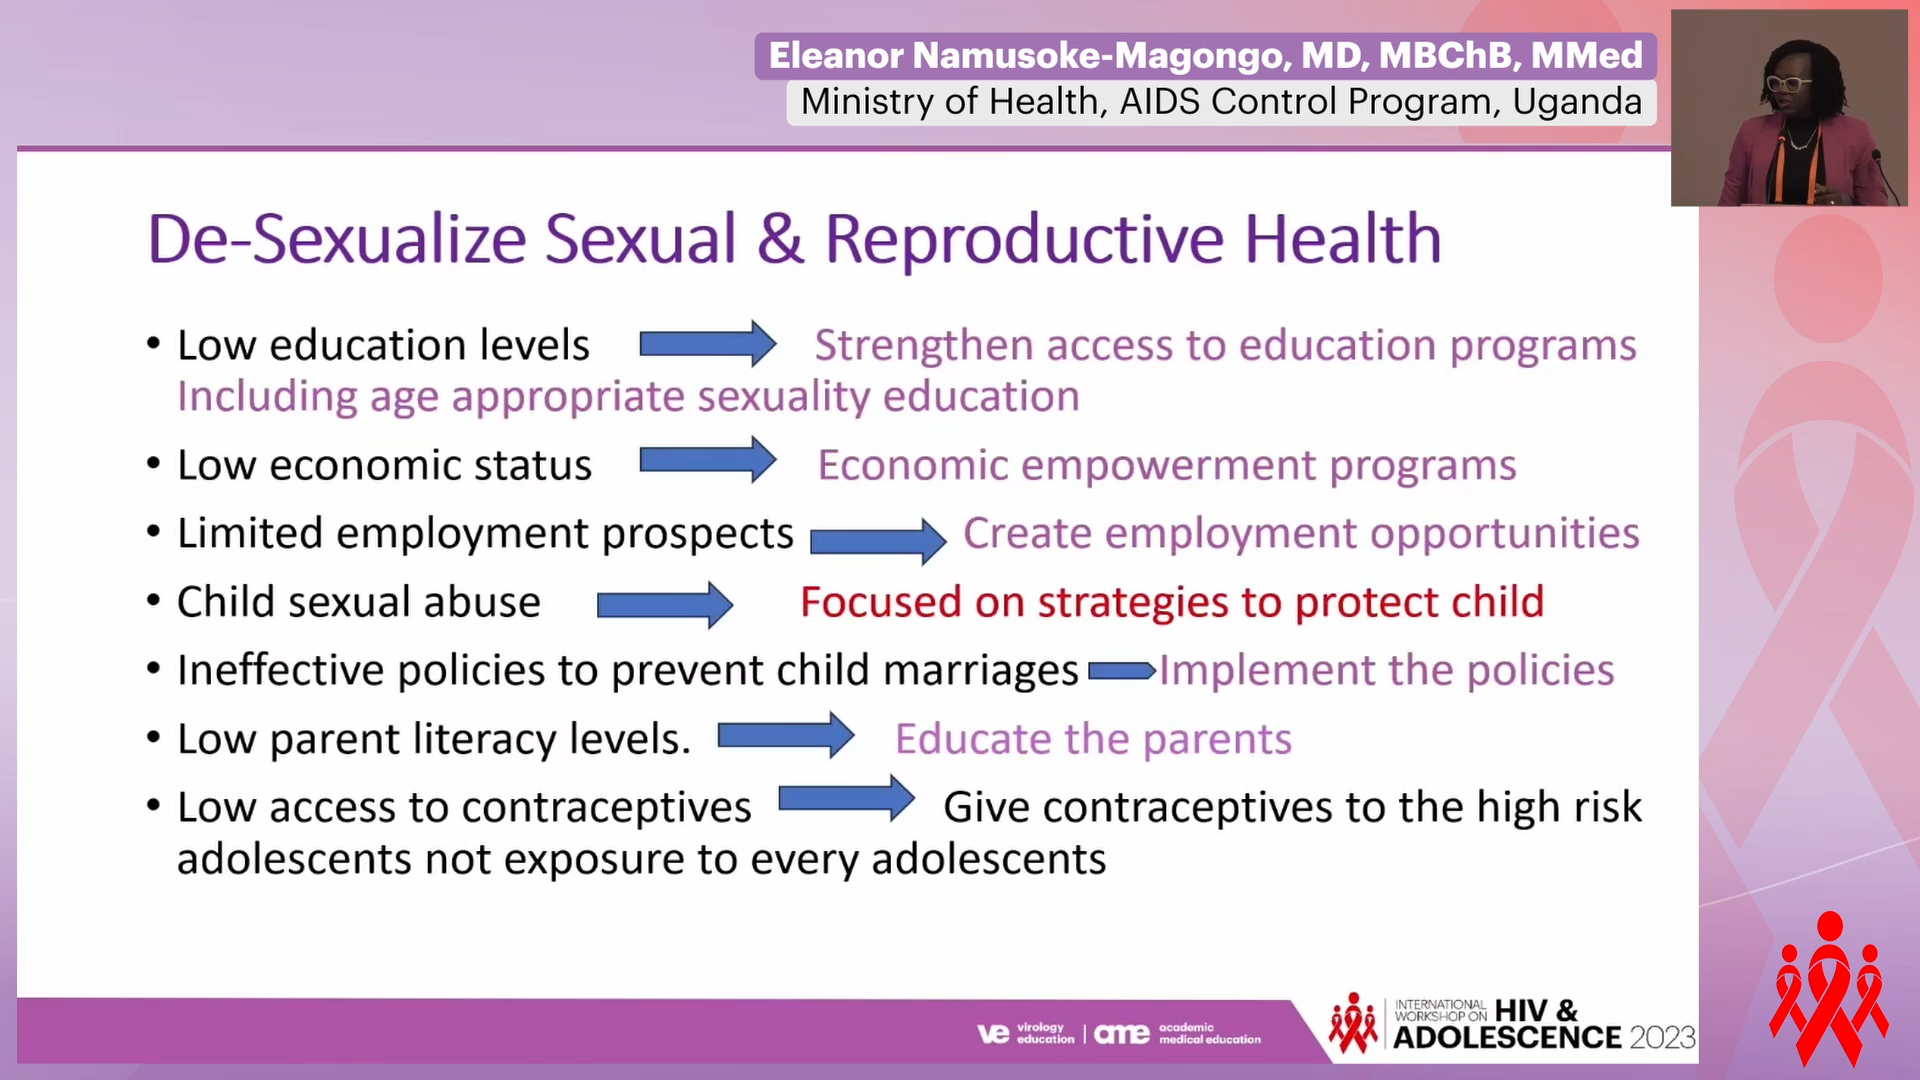 Eleanor Namusoke-Magongo, MD, MBChB, MMed
Ministry of Health, AIDS Control Program, Uganda
De-Sexualize Sexual & Reproductive Health
• Low education levels Strengthen access to education programs
Including age appropriate sexuality education
• Low economic status Economic empowerment programs
• Limited employment prospects Create employment opportunities
• Child sexual abuse Focused on strategies to protect child
• Ineffective policies to prevent child marriages Implement the policies
• Low parent literacy levels. Educate the parents
• Low access to contraceptives Give contraceptives to the high risk
adolescents not exposure to every adolescents
ve virology education | ame academic medical education
INTERNATIONAL WORKSHOP ON HIV &
ADOLESCENCE 2023